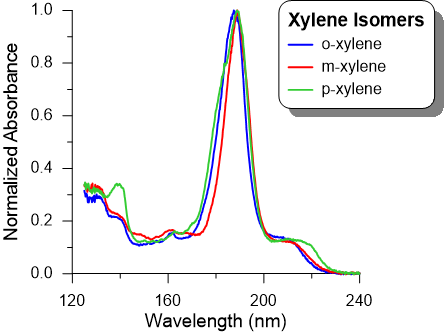 Xylene Isomers
o-xylene
m-xylene
p-xylene
Normalized Absorbance
1.0
0.8
0.6
0.4
0.2
0.0
120 160 200 240
Wavelength (nm)